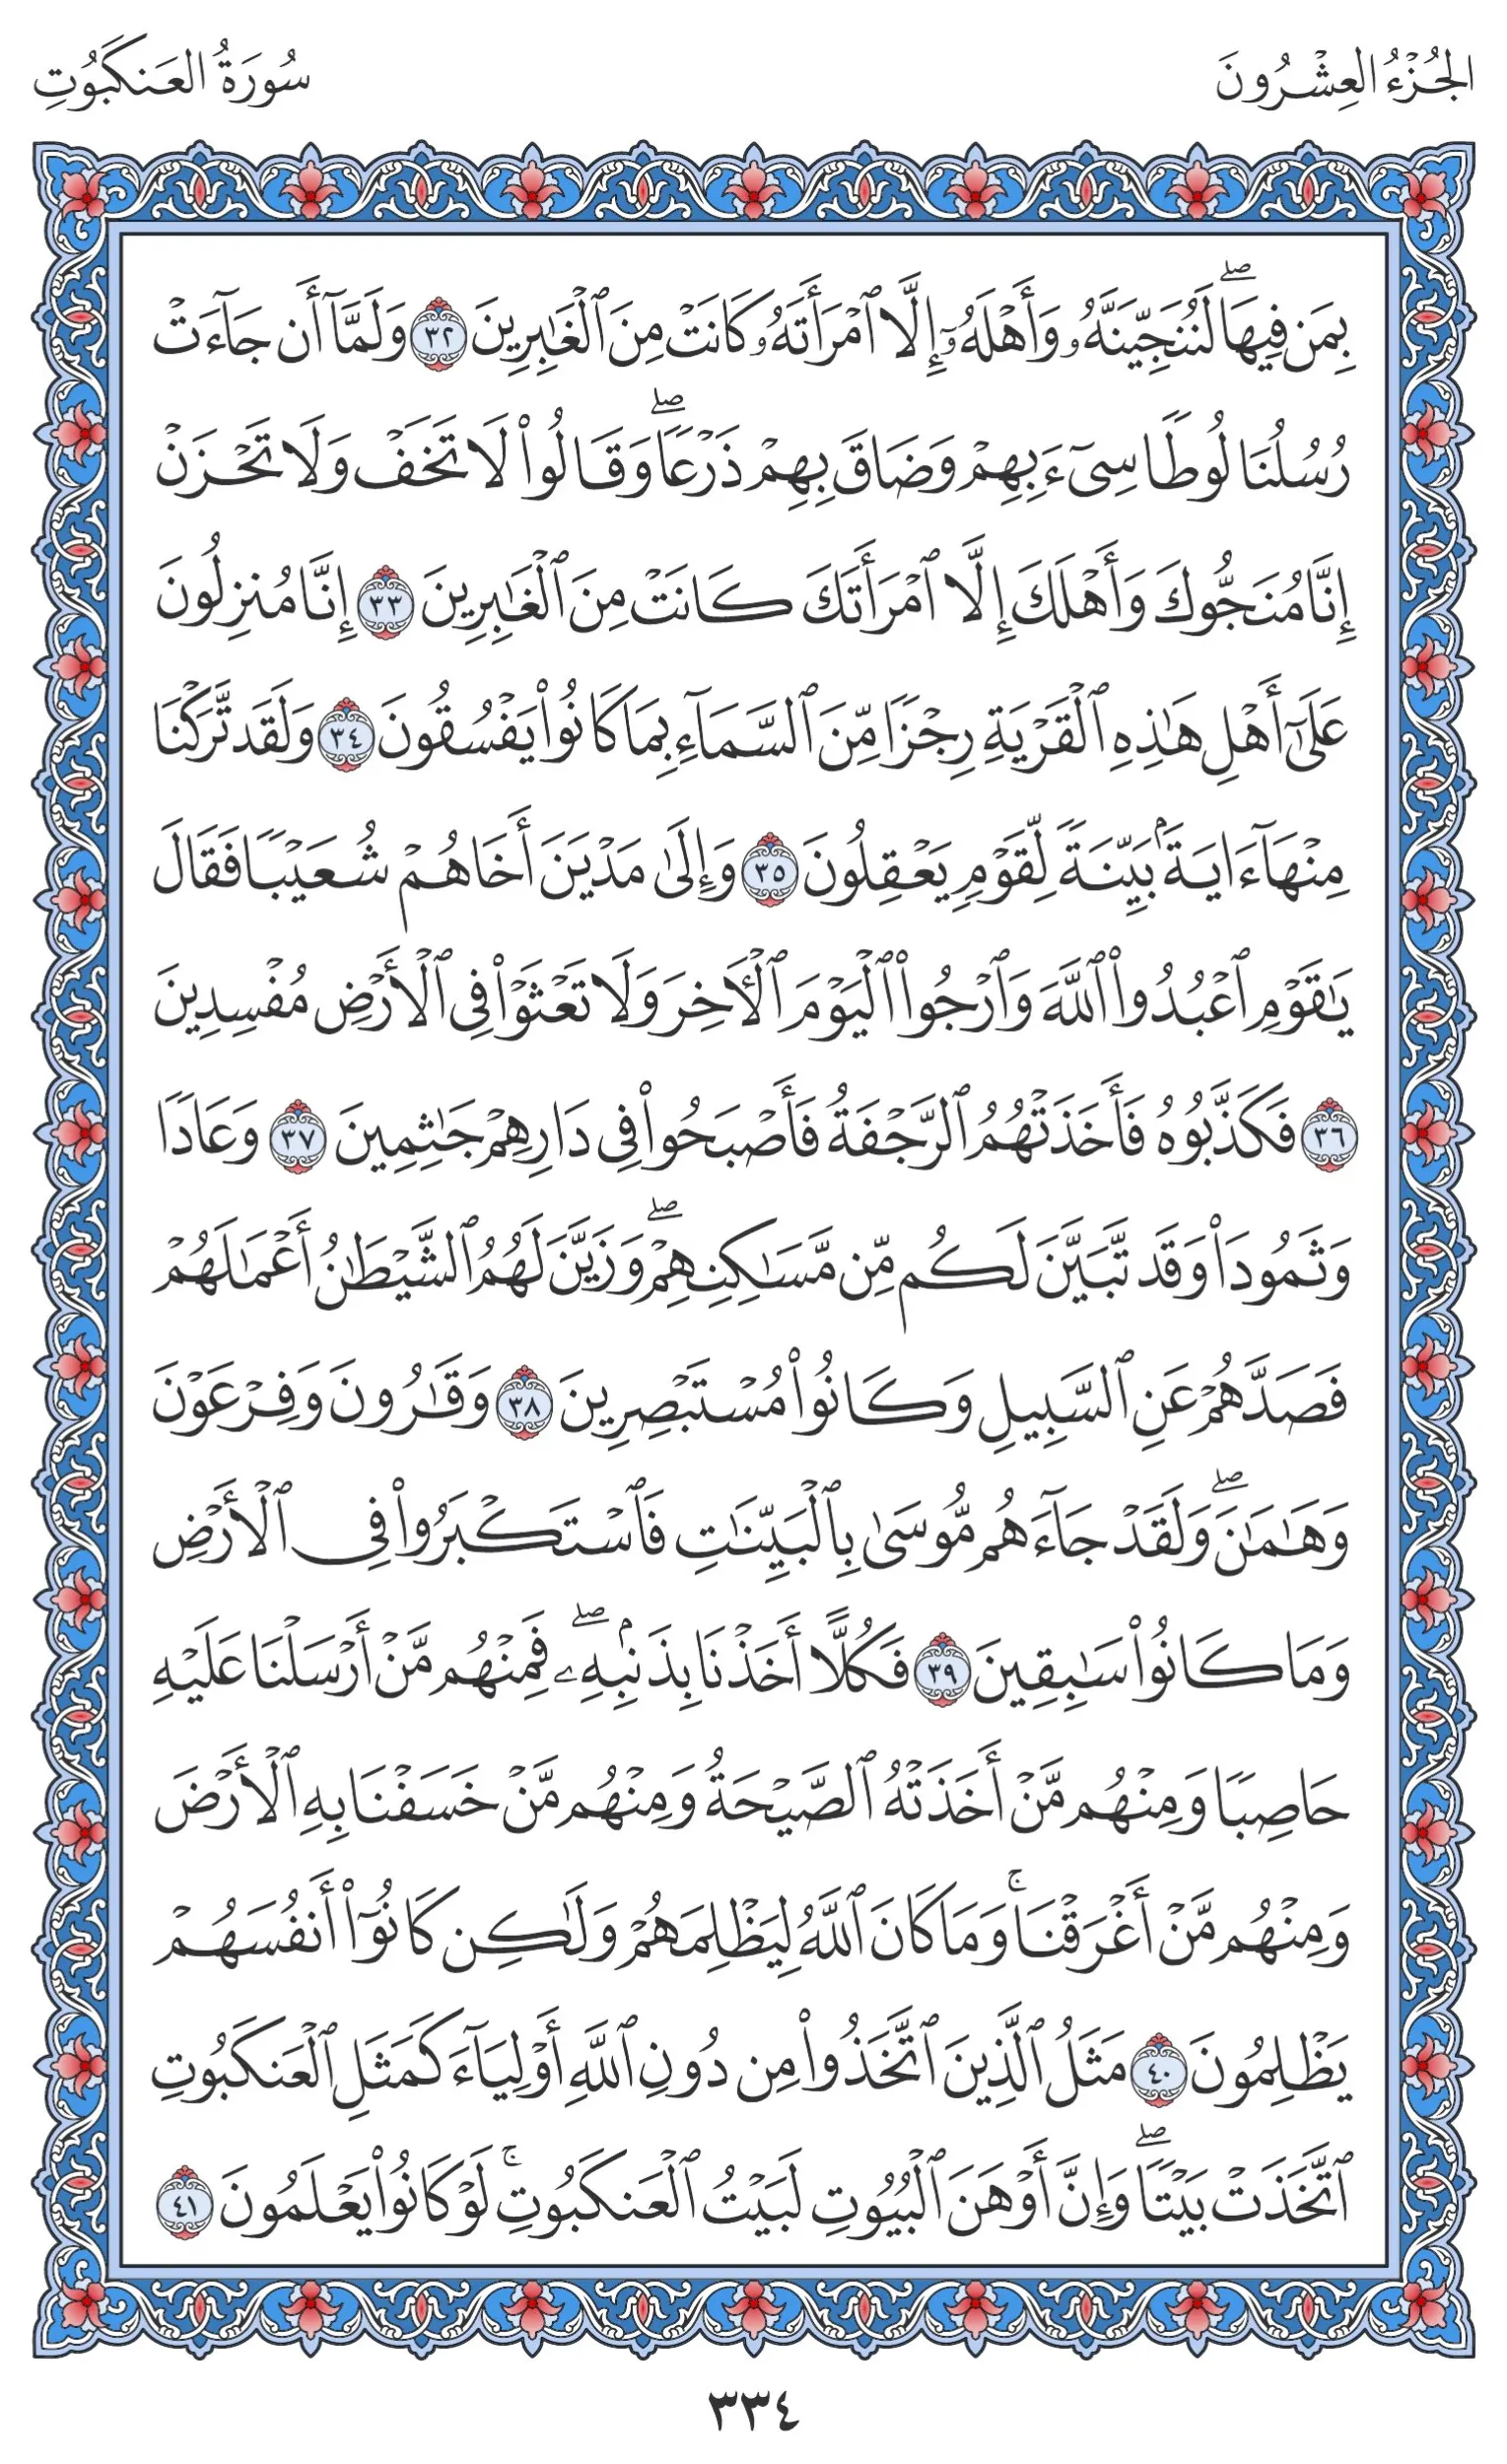 الجُزْءُ العِشْرُونَ
سُورَةُ العَنكَبُوتِ
بِمَن فِيهَاۖ لَنُنَجِّيَنَّهُۥ وَأَهْلَهُۥٓ إِلَّا ٱمْرَأَتَهُۥ كَانَتْ مِنَ ٱلْغَٰبِرِينَ ٣٢ وَلَمَّآ أَن جَآءَتْ
رُسُلُنَا لُوطًا سِيٓءَ بِهِمْ وَضَاقَ بِهِمْ ذَرْعًاۖ وَقَالُوا۟ لَا تَخَفْ وَلَا تَحْزَنْ
إِنَّا مُنَجُّوكَ وَأَهْلَكَ إِلَّا ٱمْرَأَتَكَ كَانَتْ مِنَ ٱلْغَٰبِرِينَ ٣٣ إِنَّا مُنزِلُونَ
عَلَىٰٓ أَهْلِ هَٰذِهِ ٱلْقَرْيَةِ رِجْزًا مِّنَ ٱلسَّمَآءِ بِمَا كَانُوا۟ يَفْسُقُونَ ٣٤ وَلَقَد تَّرَكْنَا
مِنْهَآ ءَايَةًۢ بَيِّنَةً لِّقَوْمٍ يَعْقِلُونَ ٣٥ وَإِلَىٰ مَدْيَنَ أَخَاهُمْ شُعَيْبًا فَقَالَ
يَٰقَوْمِ ٱعْبُدُوا۟ ٱللَّهَ وَٱرْجُوا۟ ٱلْيَوْمَ ٱلْءَاخِرَ وَلَا تَعْثَوْا۟ فِى ٱلْأَرْضِ مُفْسِدِينَ
٣٦ فَكَذَّبُوهُ فَأَخَذَتْهُمُ ٱلرَّجْفَةُ فَأَصْبَحُوا۟ فِى دَارِهِمْ جَٰثِمِينَ ٣٧ وَعَادًا
وَثَمُودَا۟ وَقَد تَّبَيَّنَ لَكُم مِّن مَّسَٰكِنِهِمْۖ وَزَيَّنَ لَهُمُ ٱلشَّيْطَٰنُ أَعْمَٰلَهُمْ
فَصَدَّهُمْ عَنِ ٱلسَّبِيلِ وَكَانُوا۟ مُسْتَبْصِرِينَ ٣٨ وَقَٰرُونَ وَفِرْعَوْنَ
وَهَٰمَٰنَۖ وَلَقَدْ جَآءَهُم مُّوسَىٰ بِٱلْبَيِّنَٰتِ فَٱسْتَكْبَرُوا۟ فِى ٱلْأَرْضِ
وَمَا كَانُوا۟ سَٰبِقِينَ ٣٩ فَكُلًّا أَخَذْنَا بِذَنۢبِهِۦۖ فَمِنْهُم مَّنْ أَرْسَلْنَا عَلَيْهِ
حَاصِبًا وَمِنْهُم مَّنْ أَخَذَتْهُ ٱلصَّيْحَةُ وَمِنْهُم مَّنْ خَسَفْنَا بِهِ ٱلْأَرْضَ
وَمِنْهُم مَّنْ أَغْرَقْنَاۚ وَمَا كَانَ ٱللَّهُ لِيَظْلِمَهُمْ وَلَٰكِن كَانُوٓا۟ أَنفُسَهُمْ
يَظْلِمُونَ ٤٠ مَثَلُ ٱلَّذِينَ ٱتَّخَذُوا۟ مِن دُونِ ٱللَّهِ أَوْلِيَآءَ كَمَثَلِ ٱلْعَنكَبُوتِ
ٱتَّخَذَتْ بَيْتًاۖ وَإِنَّ أَوْهَنَ ٱلْبُيُوتِ لَبَيْتُ ٱلْعَنكَبُوتِۚ لَوْ كَانُوا۟ يَعْلَمُونَ ٤١
٣٣٤